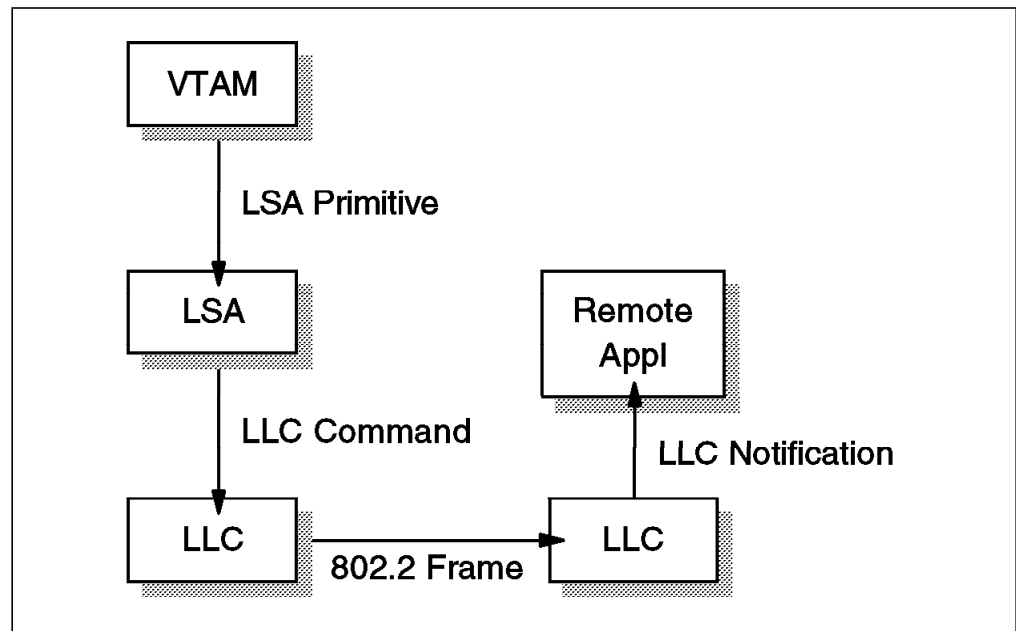 VTAM
LSA Primitive
LSA
Remote
Appl
LLC Command
LLC Notification
LLC
802.2 Frame
LLC